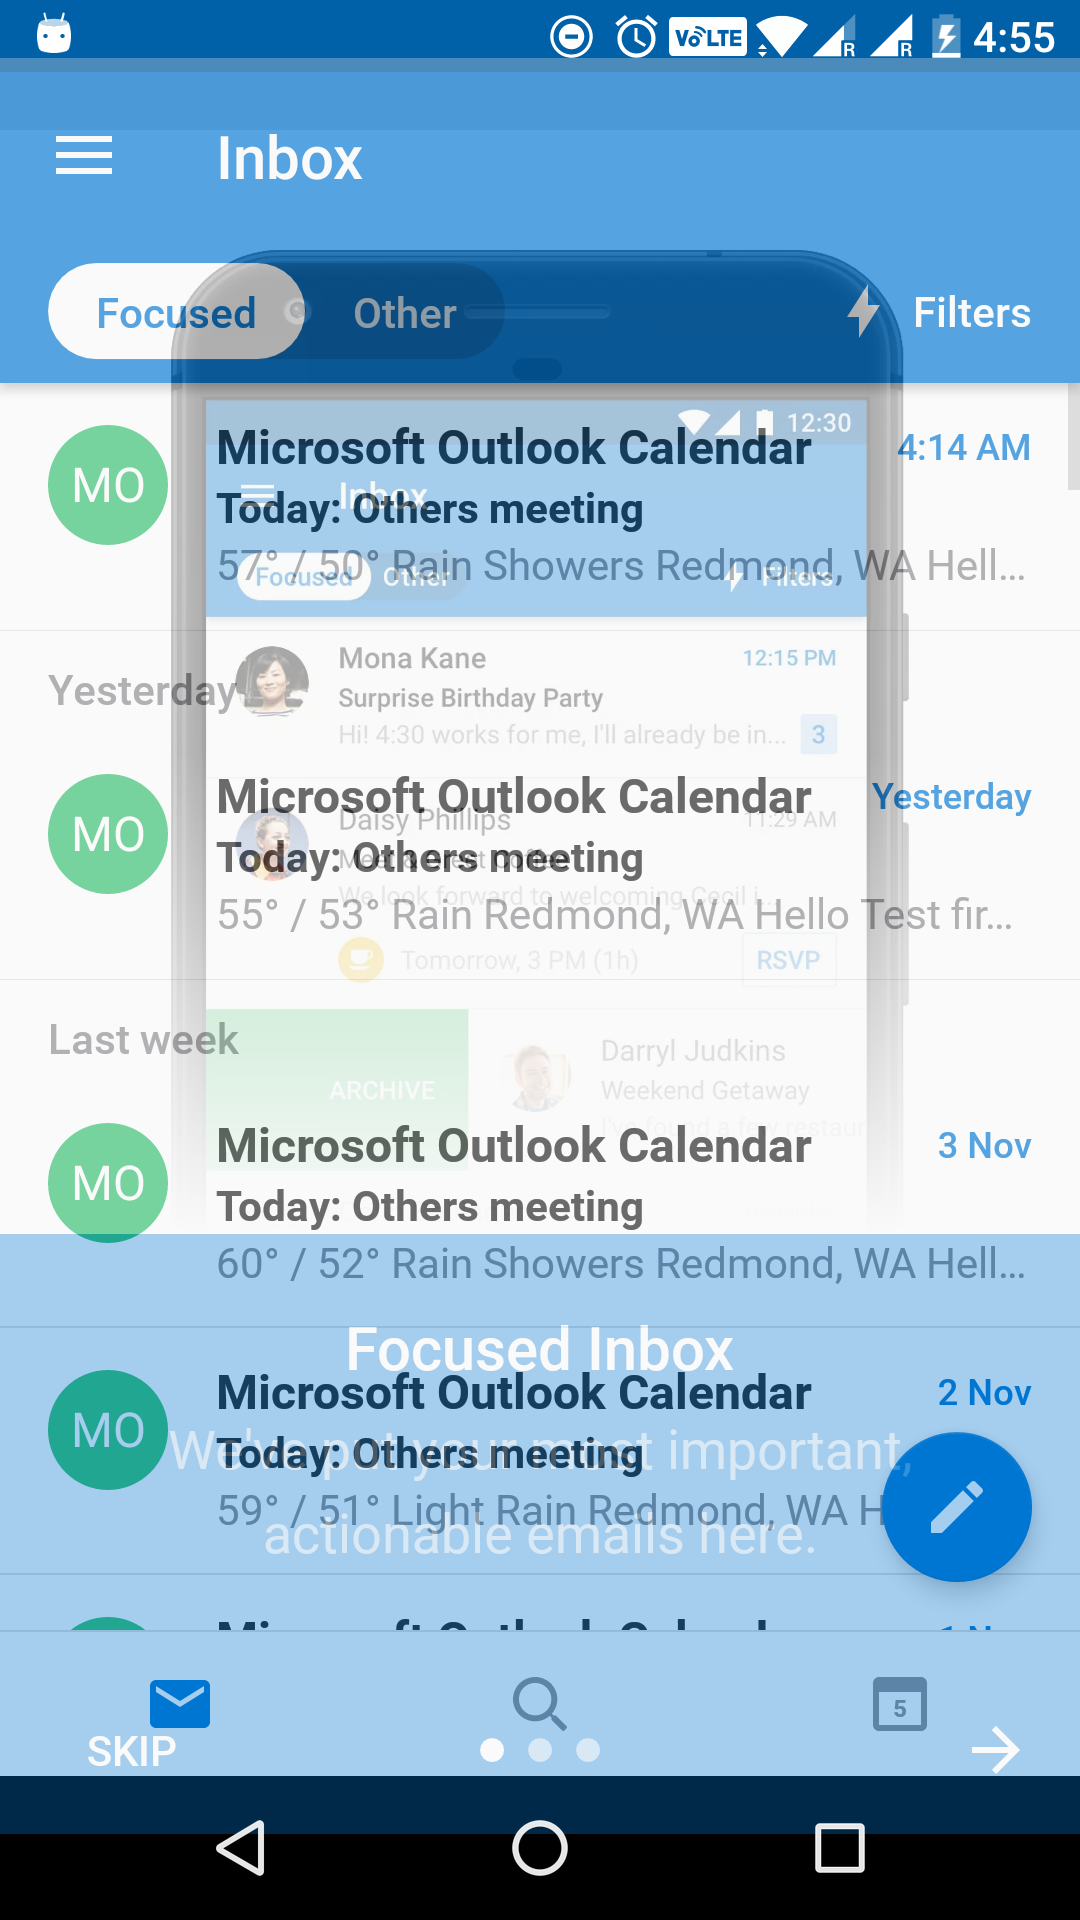 VoLTE R R 4:55
Inbox
Focused Other Filters
12:30
Microsoft Outlook Calendar 4:14 AM
Inbox
Today: Others meeting
57° / 50° Rain Showers Redmond, WA Hell...
Focused Other Filters
Mona Kane 12:15 PM
Yesterday
Surprise Birthday Party
Hi! 4:30 works for me, I'll already be in... 3
Microsoft Outlook Calendar Yesterday
MO
MO
Daisy Phillips 11:29 AM
Today: Others meeting
Meet & Greet Coffee
We look forward to welcoming Cecil i...
55° / 53° Rain Redmond, WA Hello Test fir...
Tomorrow, 3 PM (1h) RSVP
Last week
Darryl Judkins
ARCHIVE Weekend Getaway
I've found a few restaur
Microsoft Outlook Calendar 3 Nov
MO
Today: Others meeting
60° / 52° Rain Showers Redmond, WA Hell...
Focused Inbox
Microsoft Outlook Calendar 2 Nov
MO
We've put your most important,
Today: Others meeting
59° / 51° Light Rain Redmond, WA H
actionable emails here.
Microsoft Outlook Calendar 1 Nov
5
SKIP